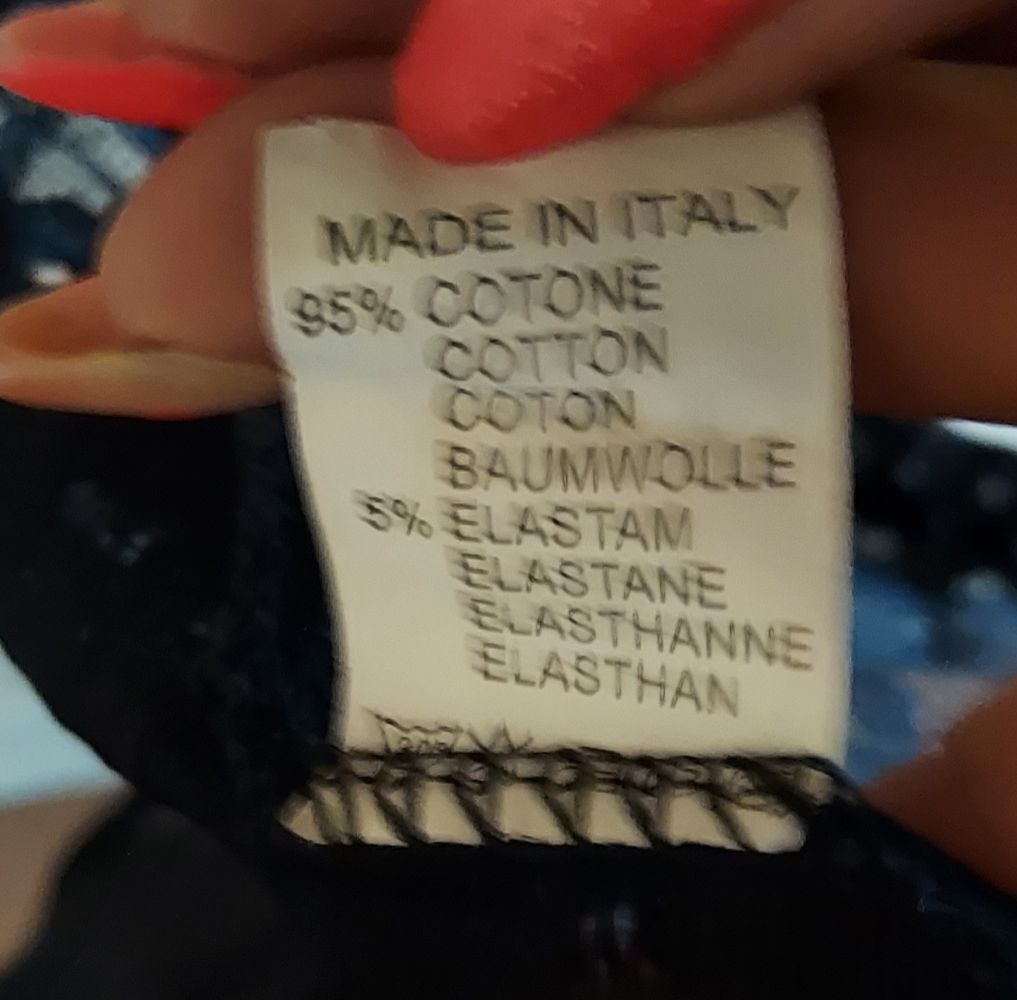 MADE IN ITALY
95% COTONE
COTTON
COTON
BAUMWOLLE
5% ELASTAM
ELASTANE
ELASTHANNE
ELASTHAN